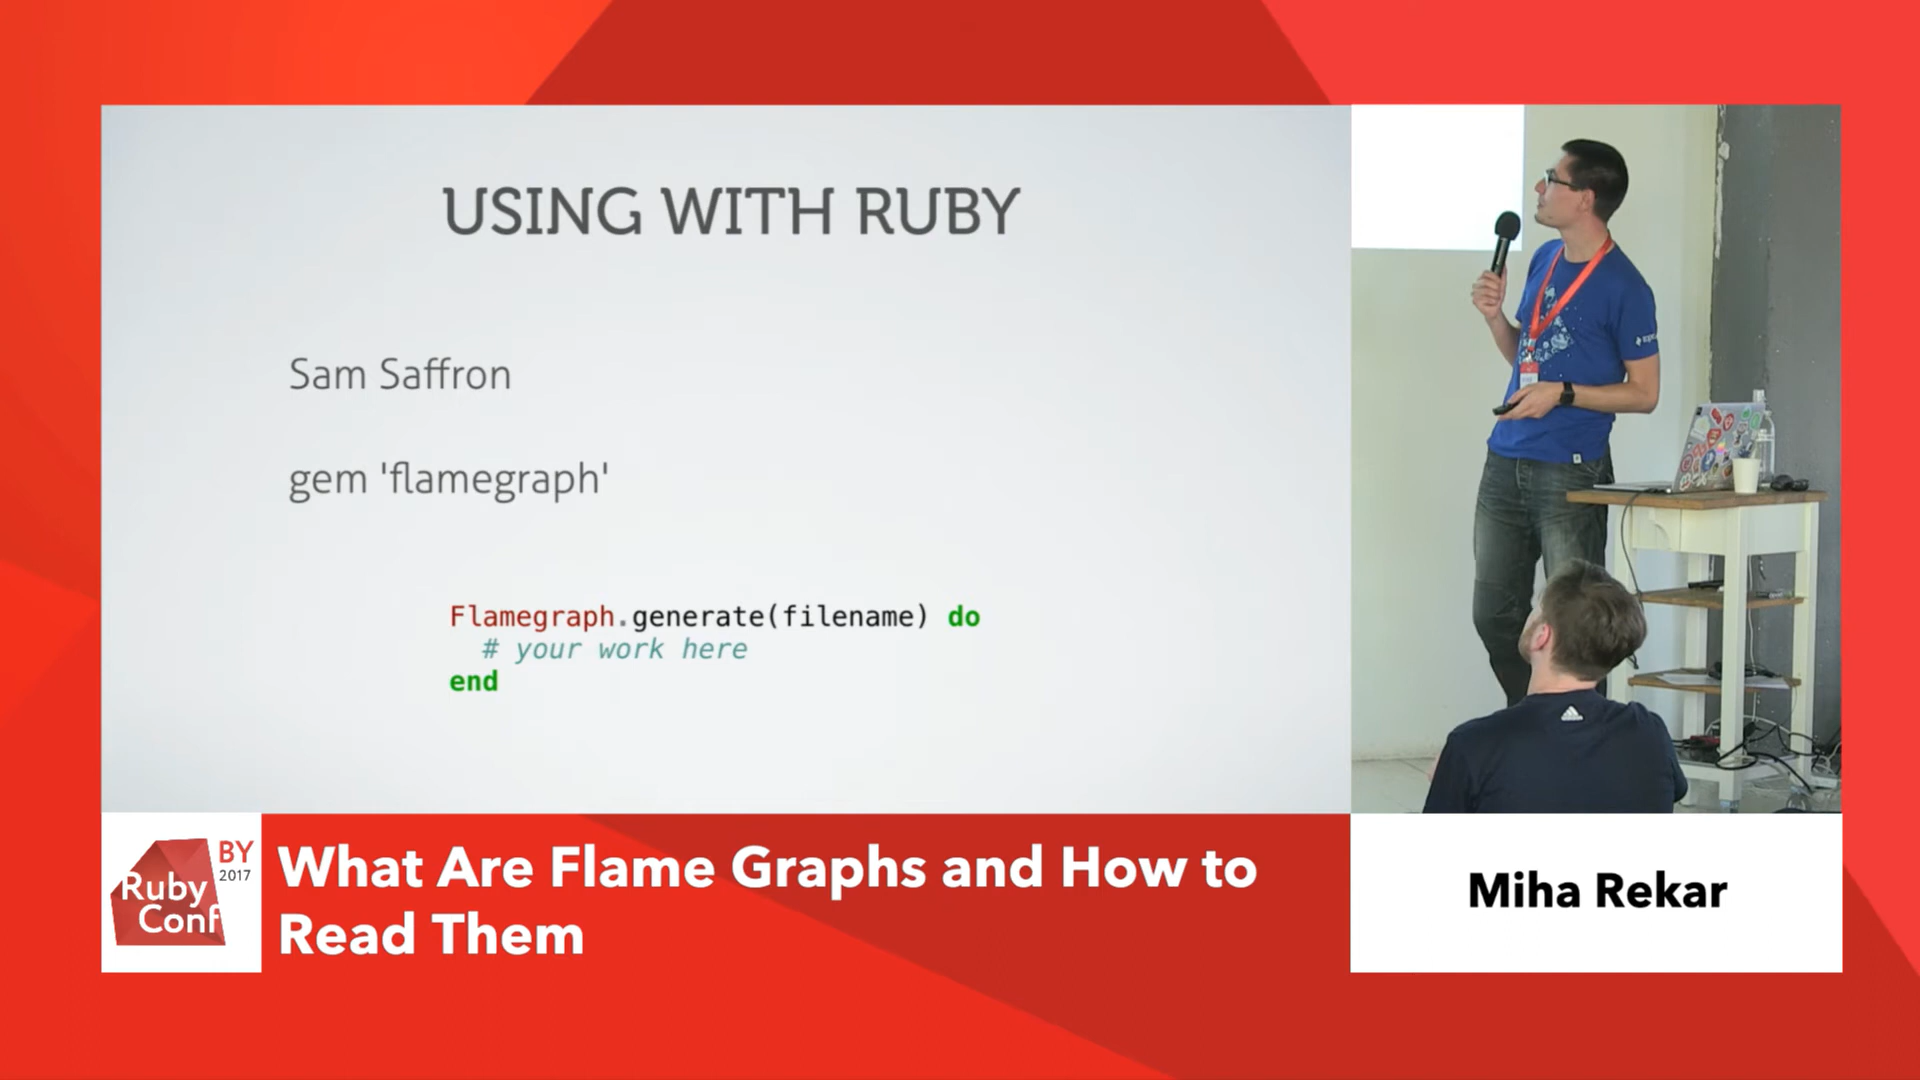 USING WITH RUBY
Sam Saffron
gem 'flamegraph'
Flamegraph.generate(filename) do
# your work here
end
BY
2017
Ruby
Conf
What Are Flame Graphs and How to
Read Them
Miha Rekar